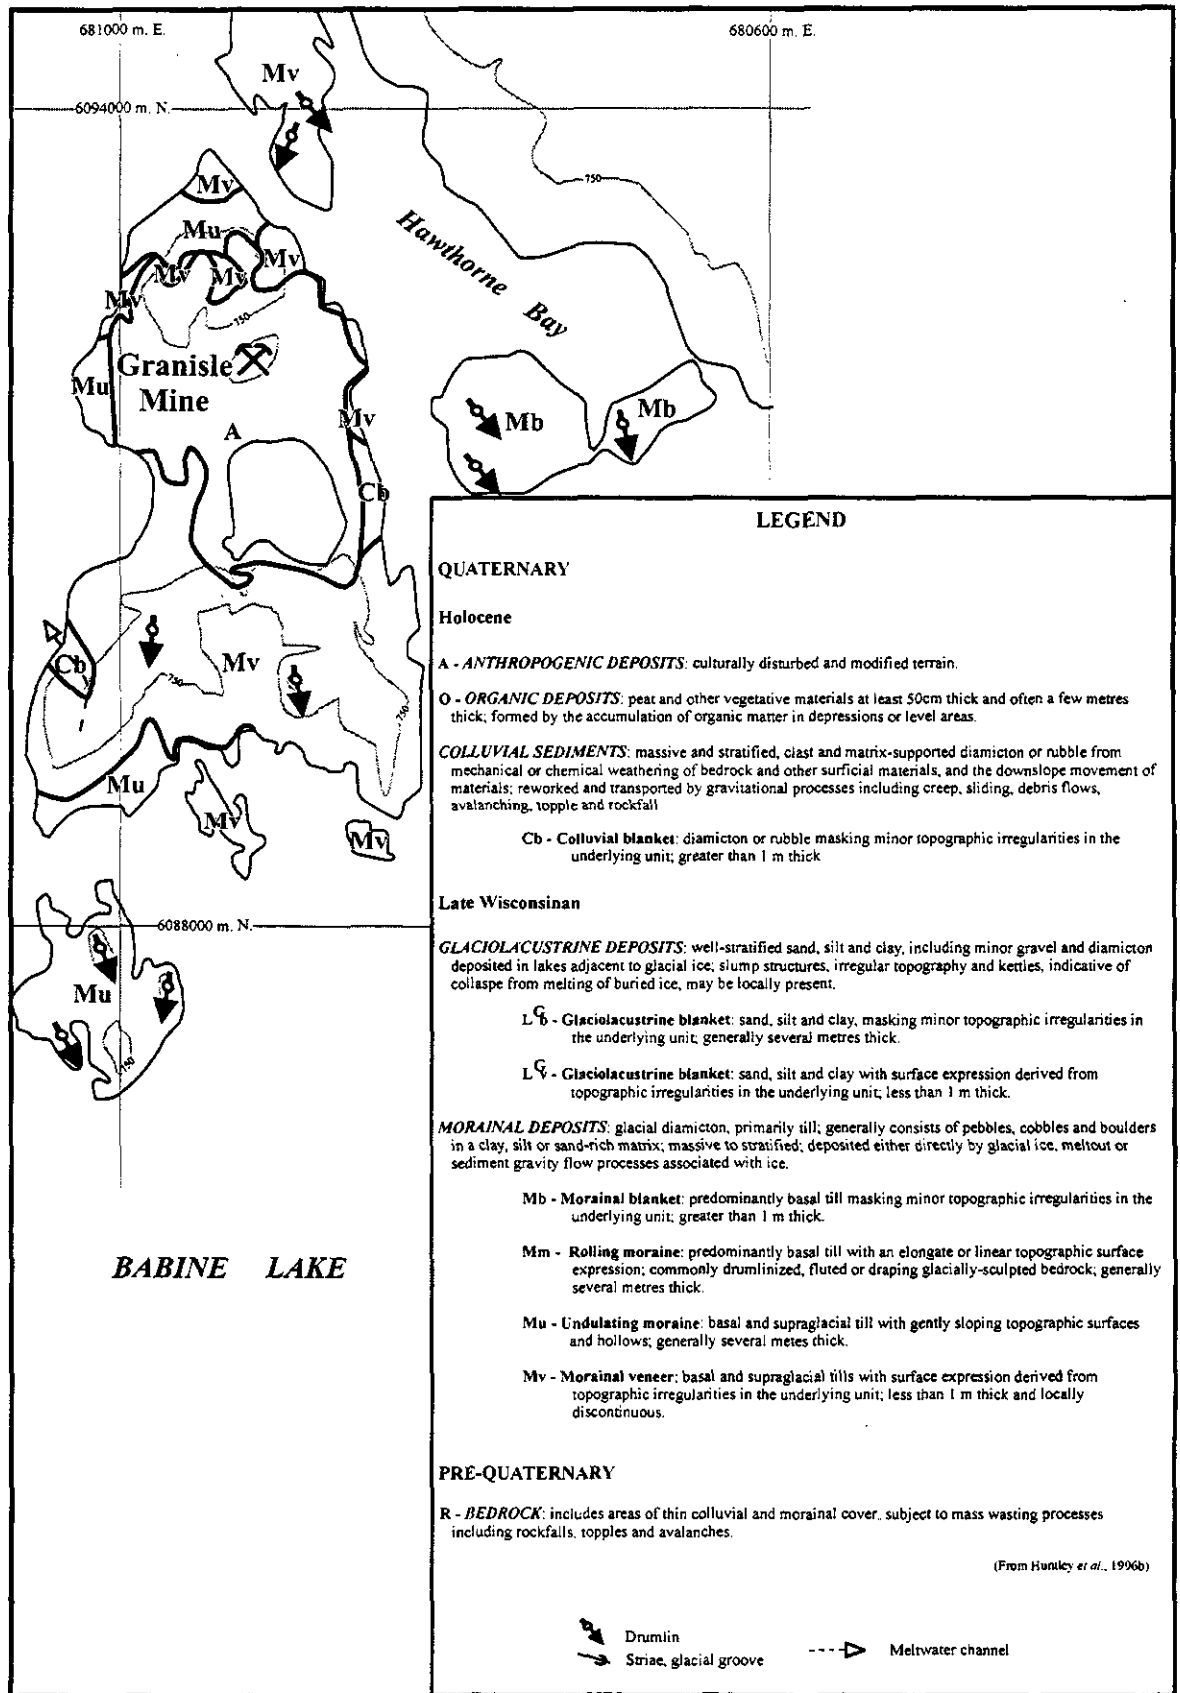 681000 m. E.
680600 m. E.
Mv
6094000 m. N.
Mv
750
Mu
Hawthorne Bay
Mv
Mv
Mv
Mv
750
Granisle
Mine
Mu
Mv
Mb
Mb
A
Cb
LEGEND
QUATERNARY
Holocene
A - ANTHROPOGENIC DEPOSITS: culturally disturbed and modified terrain.
O - ORGANIC DEPOSITS: peat and other vegetative materials at least 50cm thick and often a few metres
thick; formed by the accumulation of organic matter in depressions or level areas.
COLLUVIAL SEDIMENTS: massive and stratified, clast and matrix-supported diamicton or rubble from
mechanical or chemical weathering of bedrock and other surficial materials, and the downslope movement of
materials; reworked and transported by gravitational processes including creep, sliding, debris flows,
avalanching, topple and rockfall
Cb - Colluvial blanket: diamicton or rubble masking minor topographic irregularities in the
underlying unit; greater than 1 m thick
Cb
Mv
750
750
Mu
Mv
Mv
Late Wisconsinan
6088000 m. N.
GLACIOLACUSTRINE DEPOSITS: well-stratified sand, silt and clay, including minor gravel and diamicton
deposited in lakes adjacent to glacial ice; slump structures, irregular topography and kettles, indicative of
collaspe from melting of buried ice, may be locally present.
Mu
750
LGb - Glaciolacustrine blanket: sand, silt and clay, masking minor topographic irregularities in
the underlying unit; generally several metres thick.
LGv - Glaciolacustrine blanket: sand, silt and clay with surface expression derived from
topographic irregularities in the underlying unit; less than 1 m thick.
MORAINAL DEPOSITS: glacial diamicton, primarily till; generally consists of pebbles, cobbles and boulders
in a clay, silt or sand-rich matrix; massive to stratified; deposited either directly by glacial ice, meltout or
sediment gravity flow processes associated with ice.
Mb - Morainal blanket: predominantly basal till masking minor topographic irregularities in the
underlying unit; greater than 1 m thick.
BABINE LAKE
Mm - Rolling moraine: predominantly basal till with an elongate or linear topographic surface
expression; commonly drumlinized, fluted or draping glacially-sculpted bedrock; generally
several metres thick.
Mu - Undulating moraine: basal and supraglacial till with gently sloping topographic surfaces
and hollows; generally several metes thick.
Mv - Morainal veneer: basal and supraglacial tills with surface expression derived from
topographic irregularities in the underlying unit; less than 1 m thick and locally
discontinuous.
PRE-QUATERNARY
R - BEDROCK: includes areas of thin colluvial and morainal cover, subject to mass wasting processes
including rockfalls, topples and avalanches.
(From Huntley et al., 1996b)
Drumlin
Striae, glacial groove
Meltwater channel